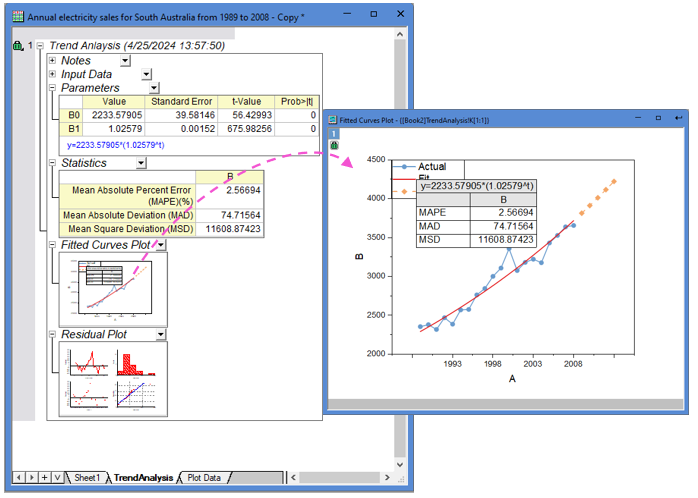 Annual electricity sales for South Australia from 1989 to 2008 - Copy *
1 Trend Anlaysis (4/25/2024 13:57:50)
Notes
Input Data
Parameters
Value Standard Error t-Value Prob>|t|
B0 2233.57905 39.58146 56.42993 0
B1 1.02579 0.00152 675.98256 0
y=2233.57905*(1.02579^t)
Statistics
B
Mean Absolute Percent Error (MAPE)(%) 2.56694
Mean Absolute Deviation (MAD) 74.71564
Mean Square Deviation (MSD) 11608.87423
Fitted Curves Plot
Residual Plot
Sheet1 TrendAnalysis Plot Data
Fitted Curves Plot - [[Book2]TrendAnalysis!K[1:1]]
1
4500
4000
3500
3000
2500
2000
B
Actual
Fit
y=2233.57905*(1.02579^t)
B
MAPE 2.56694
MAD 74.71564
MSD 11608.87423
1993 1998 2003 2008
A